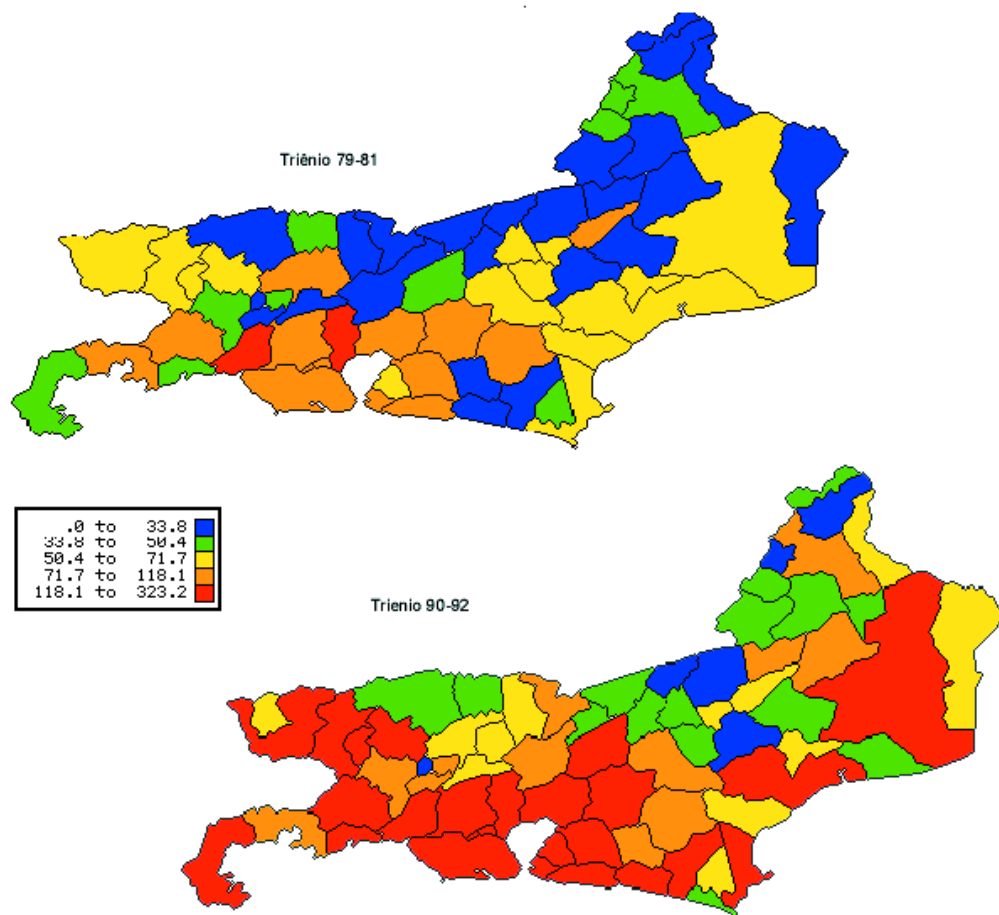 Triênio 79-81
.0 to 33.8
33.8 to 50.4
50.4 to 71.7
71.7 to 118.1
118.1 to 323.2
Trienio 90-92